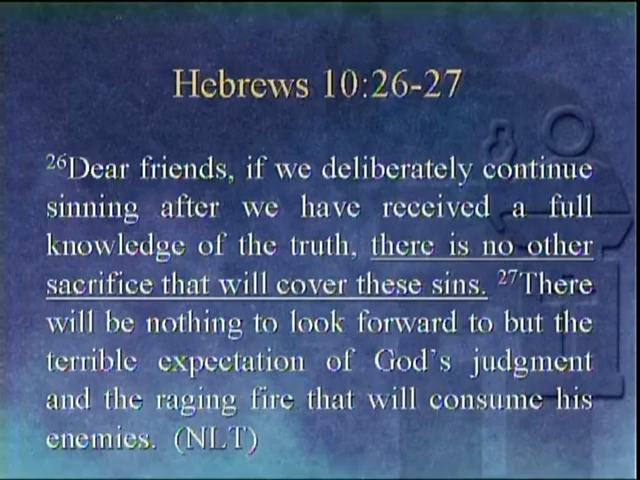 Hebrews 10:26-27
26Dear friends, if we deliberately continue
sinning after we have received a full
knowledge of the truth, there is no other
sacrifice that will cover these sins. 27There
will be nothing to look forward to but the
terrible expectation of God's judgment
and the raging fire that will consume his
enemies. (NLT)